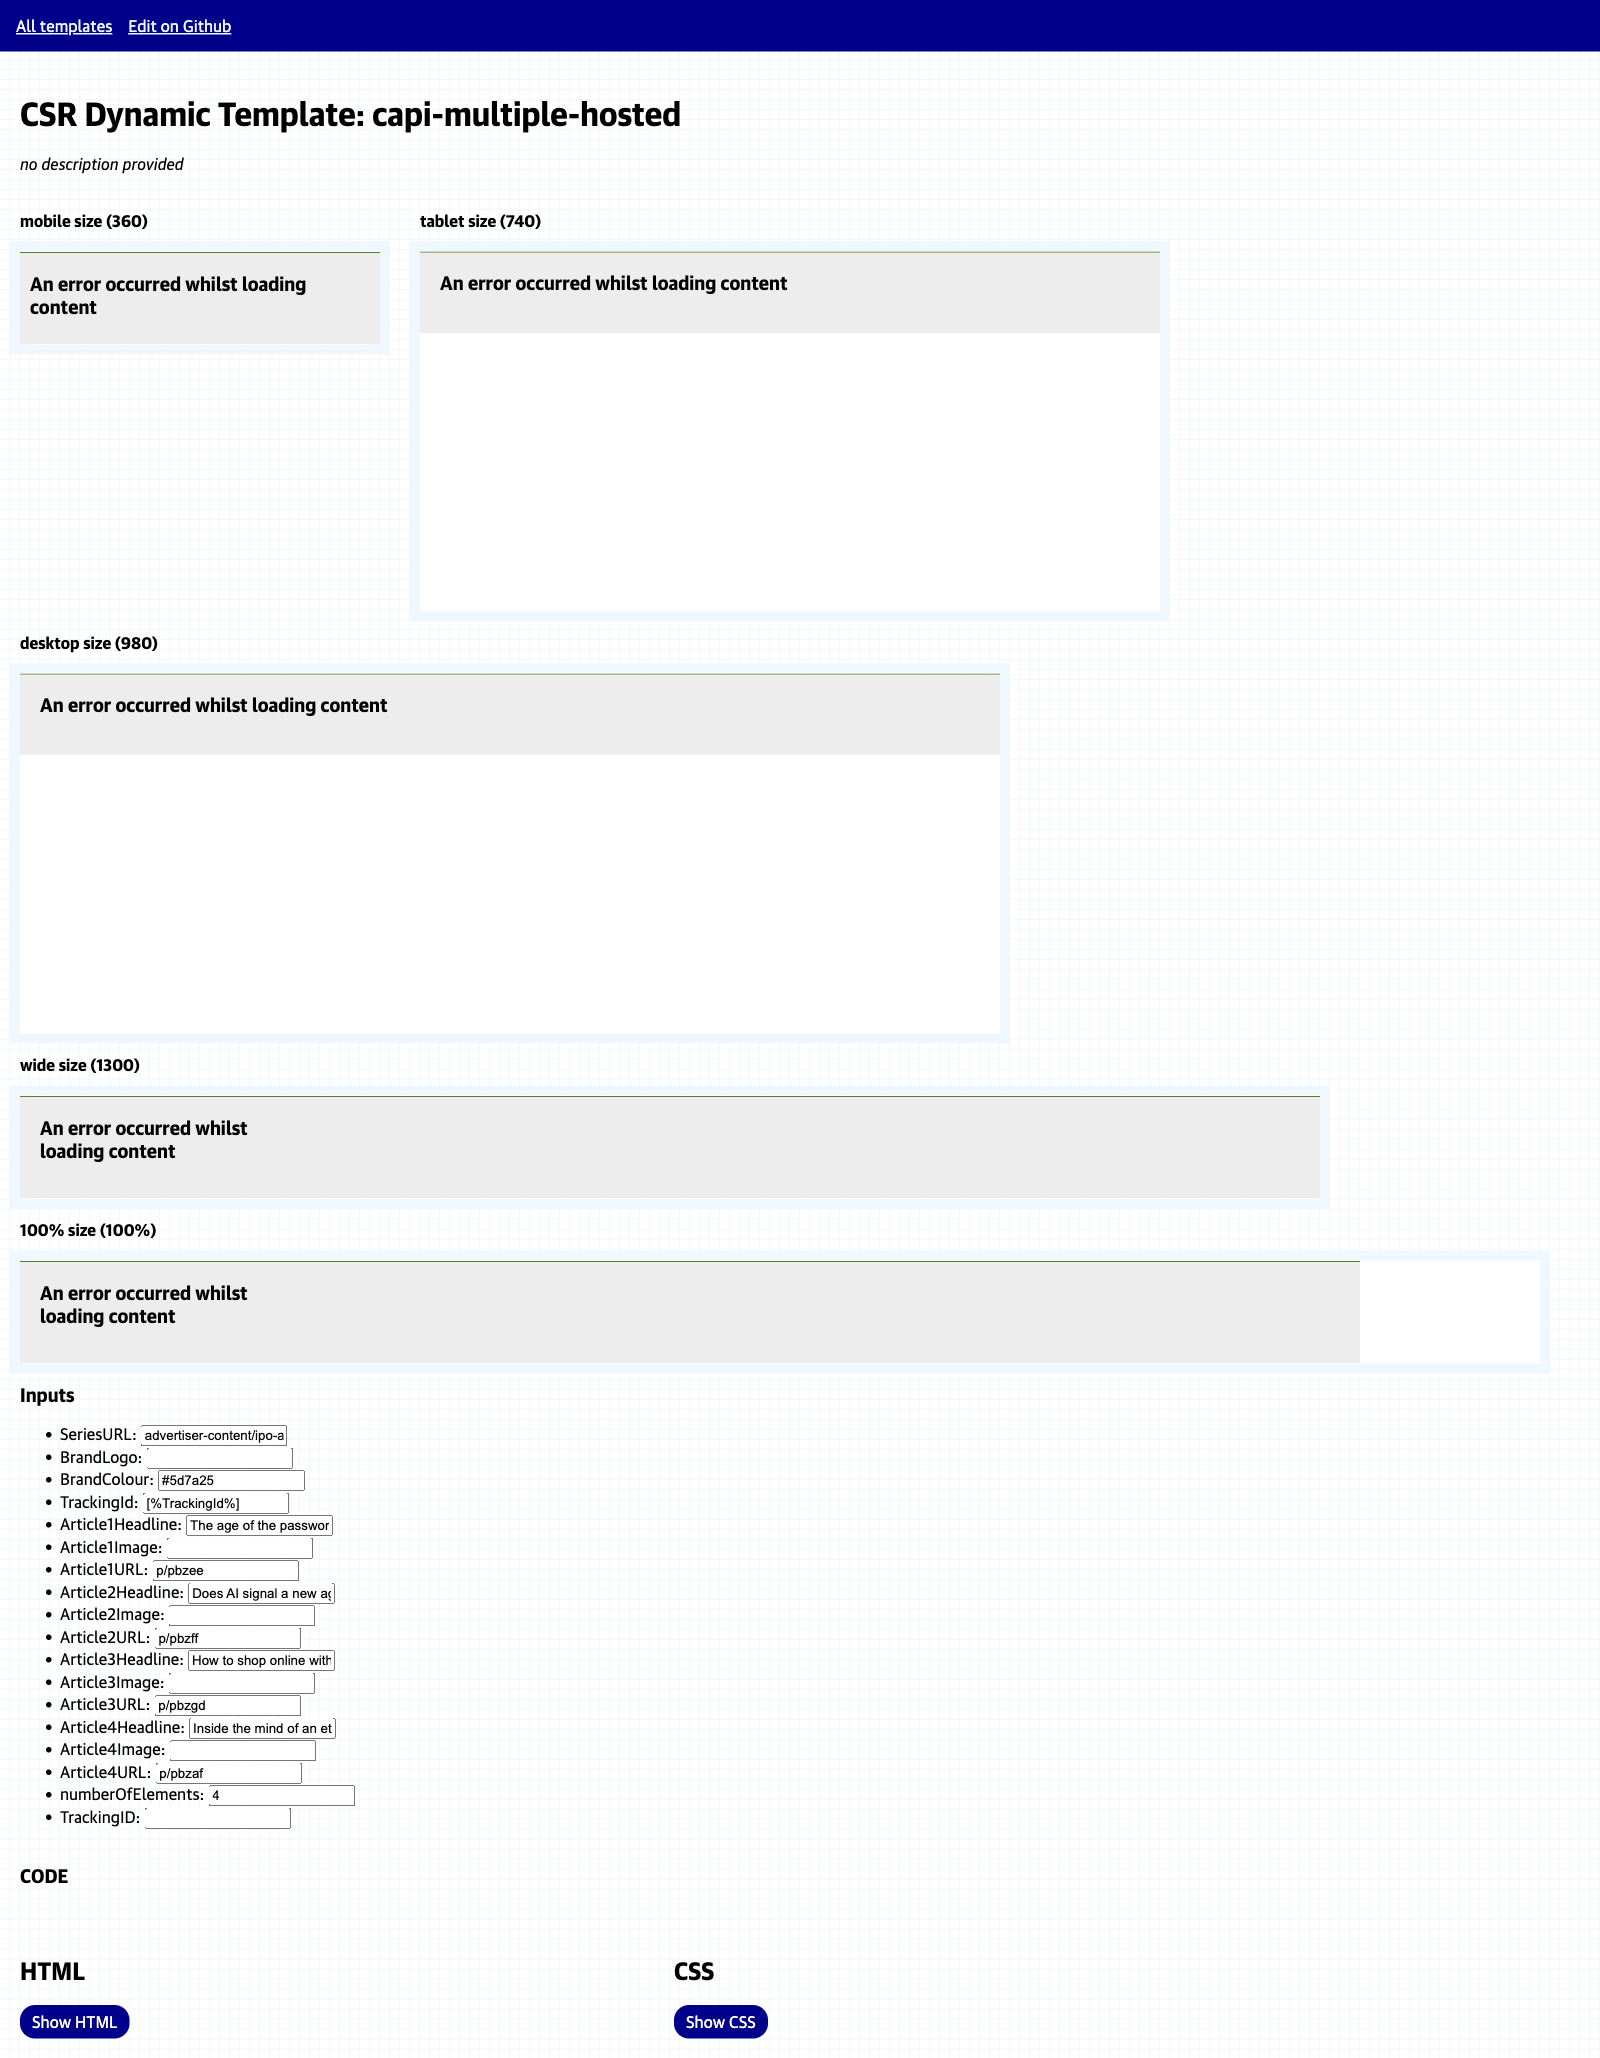 All templates Edit on Github
CSR Dynamic Template: capi-multiple-hosted
no description provided
mobile size (360)
An error occurred whilst loading
content
tablet size (740)
An error occurred whilst loading content
desktop size (980)
An error occurred whilst loading content
wide size (1300)
An error occurred whilst
loading content
100% size (100%)
An error occurred whilst
loading content
Inputs
• SeriesURL: advertiser-content/ipo-a
• BrandLogo:
• BrandColour: #5d7a25
• TrackingId: [%TrackingId%]
• Article1Headline: The age of the passwor
• Article1Image:
• Article1URL: p/pbzee
• Article2Headline: Does AI signal a new ag
• Article2Image:
• Article2URL: p/pbzff
• Article3Headline: How to shop online with
• Article3Image:
• Article3URL: p/pbzgd
• Article4Headline: Inside the mind of an et
• Article4Image:
• Article4URL: p/pbzaf
• numberOfElements: 4
• TrackingID:
CODE
HTML
Show HTML
CSS
Show CSS